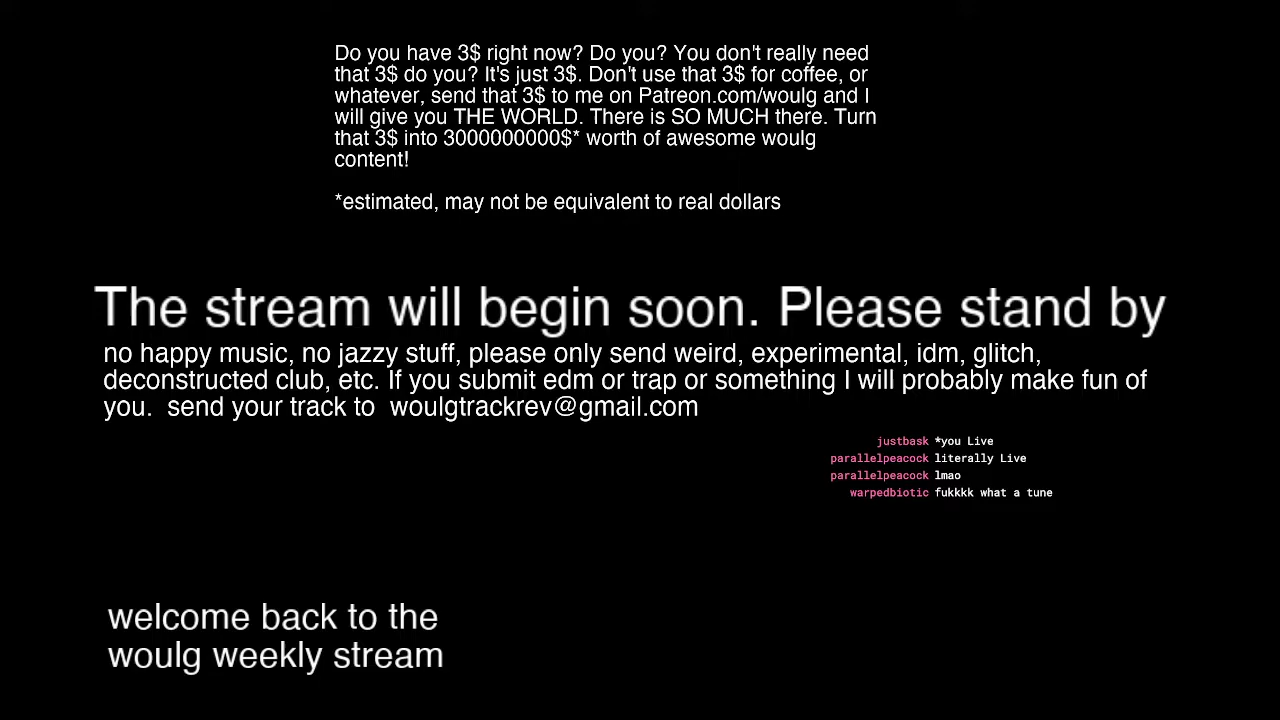 Do you have 3$ right now? Do you? You don't really need
that 3$ do you? It's just 3$. Don't use that 3$ for coffee, or
whatever, send that 3$ to me on Patreon.com/woulg and I
will give you THE WORLD. There is SO MUCH there. Turn
that 3$ into 3000000000$* worth of awesome woulg
content!
*estimated, may not be equivalent to real dollars
The stream will begin soon. Please stand by
no happy music, no jazzy stuff, please only send weird, experimental, idm, glitch,
deconstructed club, etc. If you submit edm or trap or something I will probably make fun of
you.  send your track to  woulgtrackrev@gmail.com
justbask *you Live
parallelpeacock literally Live
parallelpeacock lmao
warpedbiotic fukkkk what a tune
welcome back to the
woulg weekly stream